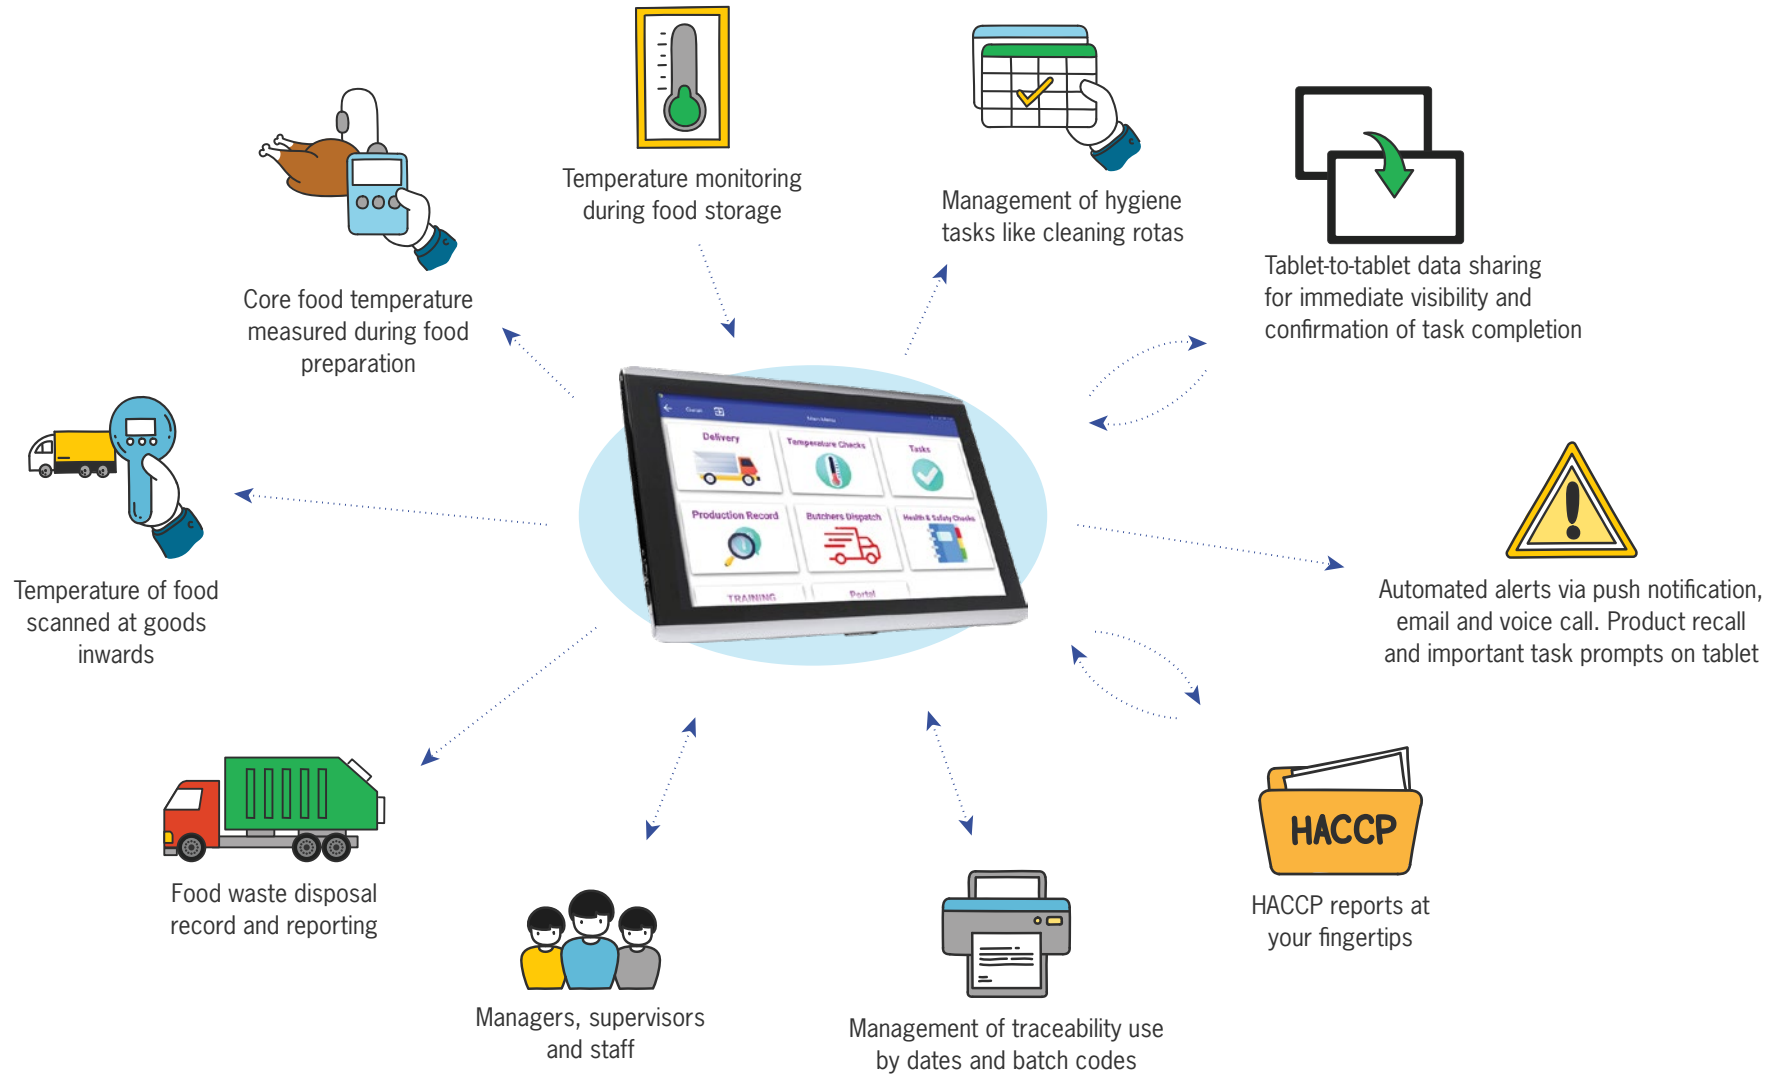 Temperature monitoring
during food storage
Management of hygiene
tasks like cleaning rotas
Tablet-to-tablet data sharing
for immediate visibility and
confirmation of task completion
Core food temperature
measured during food
preparation
Main Menu
Delivery
Temperature Checks
Tasks
Production Record
Butchers Dispatch
Health & Safety Checks
TRAINING
Portal
Temperature of food
scanned at goods
inwards
Automated alerts via push notification,
email and voice call. Product recall
and important task prompts on tablet
Food waste disposal
record and reporting
HACCP
HACCP reports at
your fingertips
Managers, supervisors
and staff
Management of traceability use
by dates and batch codes